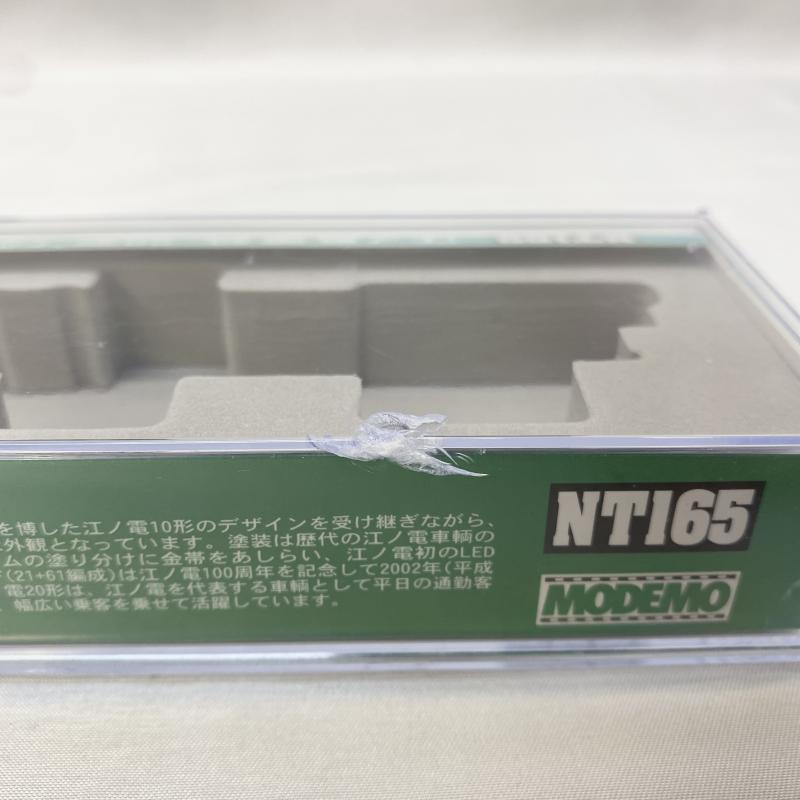 を博した江ノ電10形のデザインを受け継ぎながら、
外観となっています。塗装は歴代の江ノ電車輌の
ムの塗り分けに金帯をあしらい、江ノ電初のLED
(21+61編成)は江ノ電100周年を記念して2002年(平成
電20形は、江ノ電を代表する車輌として平日の通勤客
、幅広い乗客を乗せて活躍しています。
NT165
MODEMO